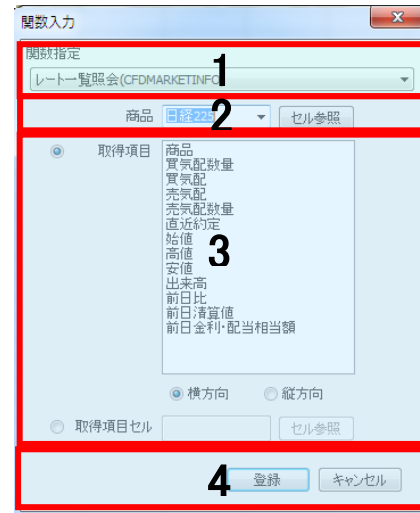 関数入力
関数指定
レート一覧照会(CFDMARKETINFO
1
商品 日経225 セル参照
2
取得項目
商品
買気配数量
買気配
売気配
売気配数量
直近約定
始値
高値
安値
出来高
前日比
前日清算値
前日金利・配当相当額
3
横方向 縦方向
取得項目セル セル参照
4
登録 キャンセル